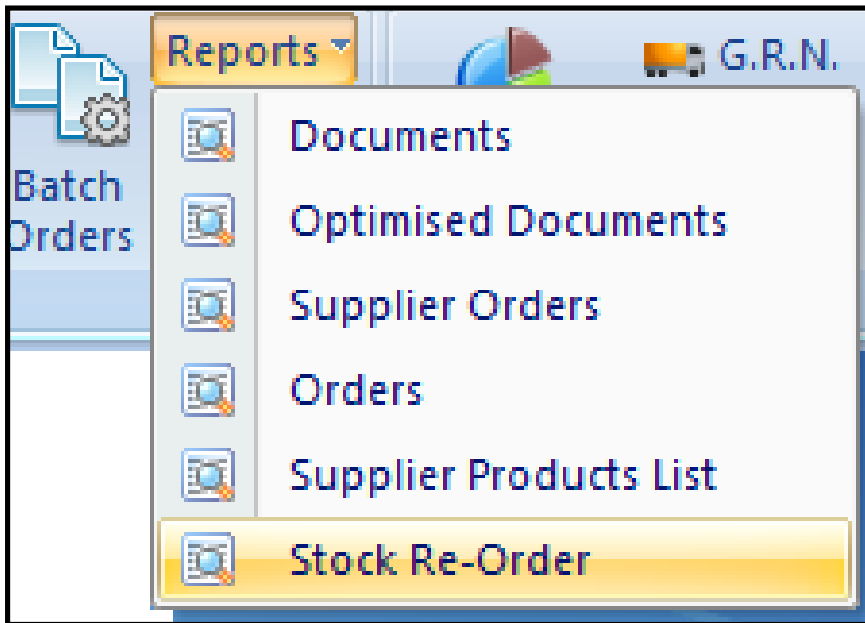 Reports
G.R.N.
Batch
Orders
Documents
Optimised Documents
Supplier Orders
Orders
Supplier Products List
Stock Re-Order